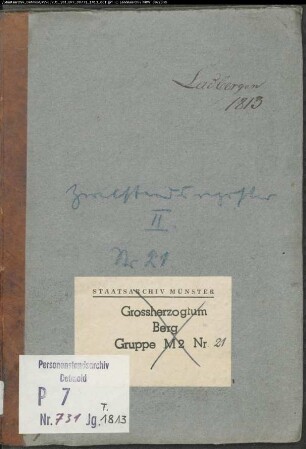 Ladbergen
1813
Zivilstandsregister
II.
Nr 21
STAATSARCHIV MÜNSTER
Grossherzogtum
Berg
Gruppe M2 Nr 21
Personenstandsarchiv
Detmold
P 7
T.
Nr. 731 Jg. 1813